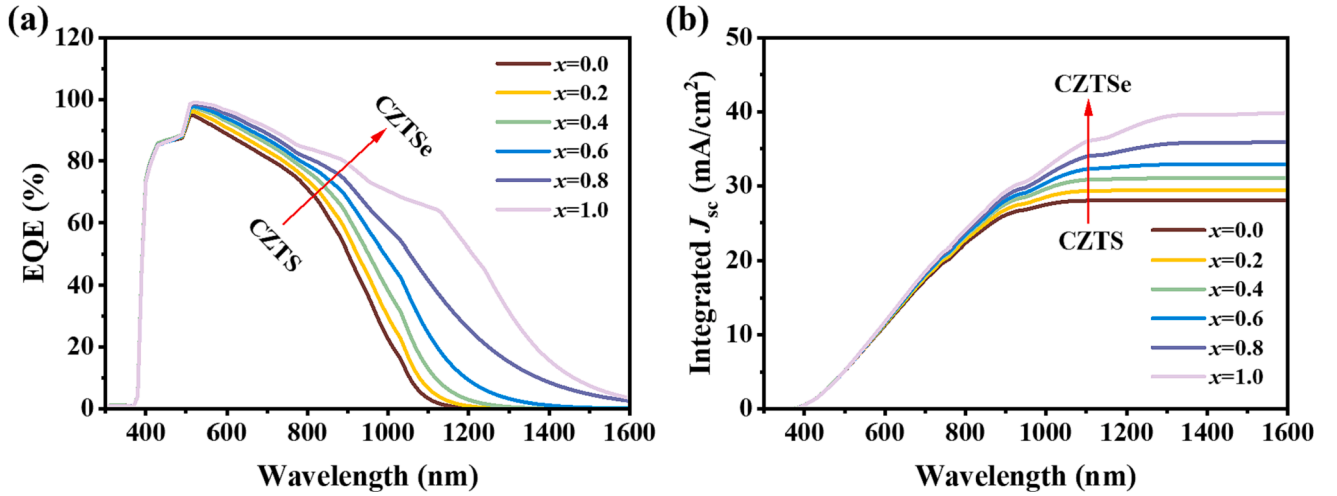 (a)
120
100
80
60
40
20
0
EQE (%)
400 600 800 1000 1200 1400 1600
Wavelength (nm)
CZTSe
CZTS
x=0.0
x=0.2
x=0.4
x=0.6
x=0.8
x=1.0
(b)
50
40
30
20
10
0
Integrated Jsc (mA/cm²)
400 600 800 1000 1200 1400 1600
Wavelength (nm)
CZTSe
CZTS
x=0.0
x=0.2
x=0.4
x=0.6
x=0.8
x=1.0